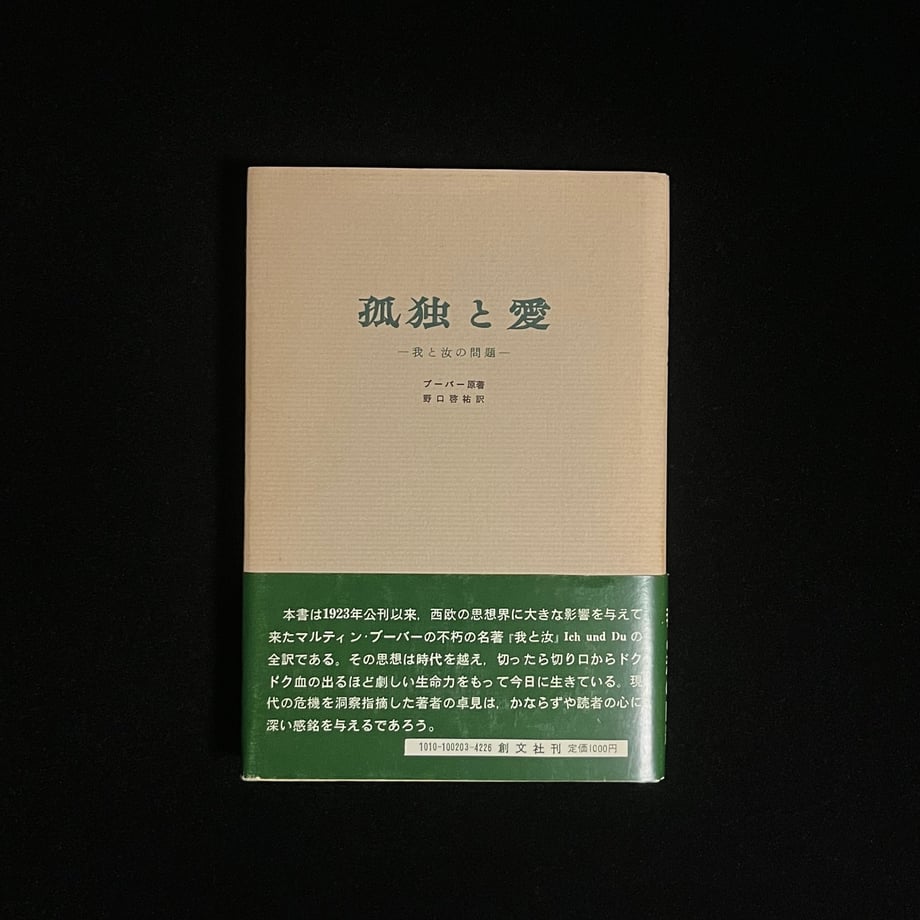 孤独と愛
—我と汝の問題—
ブーバー原著
野口啓祐訳
本書は1923年公刊以来，西欧の思想界に大きな影響を与えて
来たマルティン・ブーバーの不朽の名著『我と汝』Ich und Du の
全訳である。その思想は時代を越え，切ったら切り口からドク
ドク血の出るほど劇しい生命力をもって今日に生きている。現
代の危機を洞察指摘した著者の卓見は，かならずや読者の心に
深い感銘を与えるであろう。
1010-100203-4226 創文社刊 定価1000円